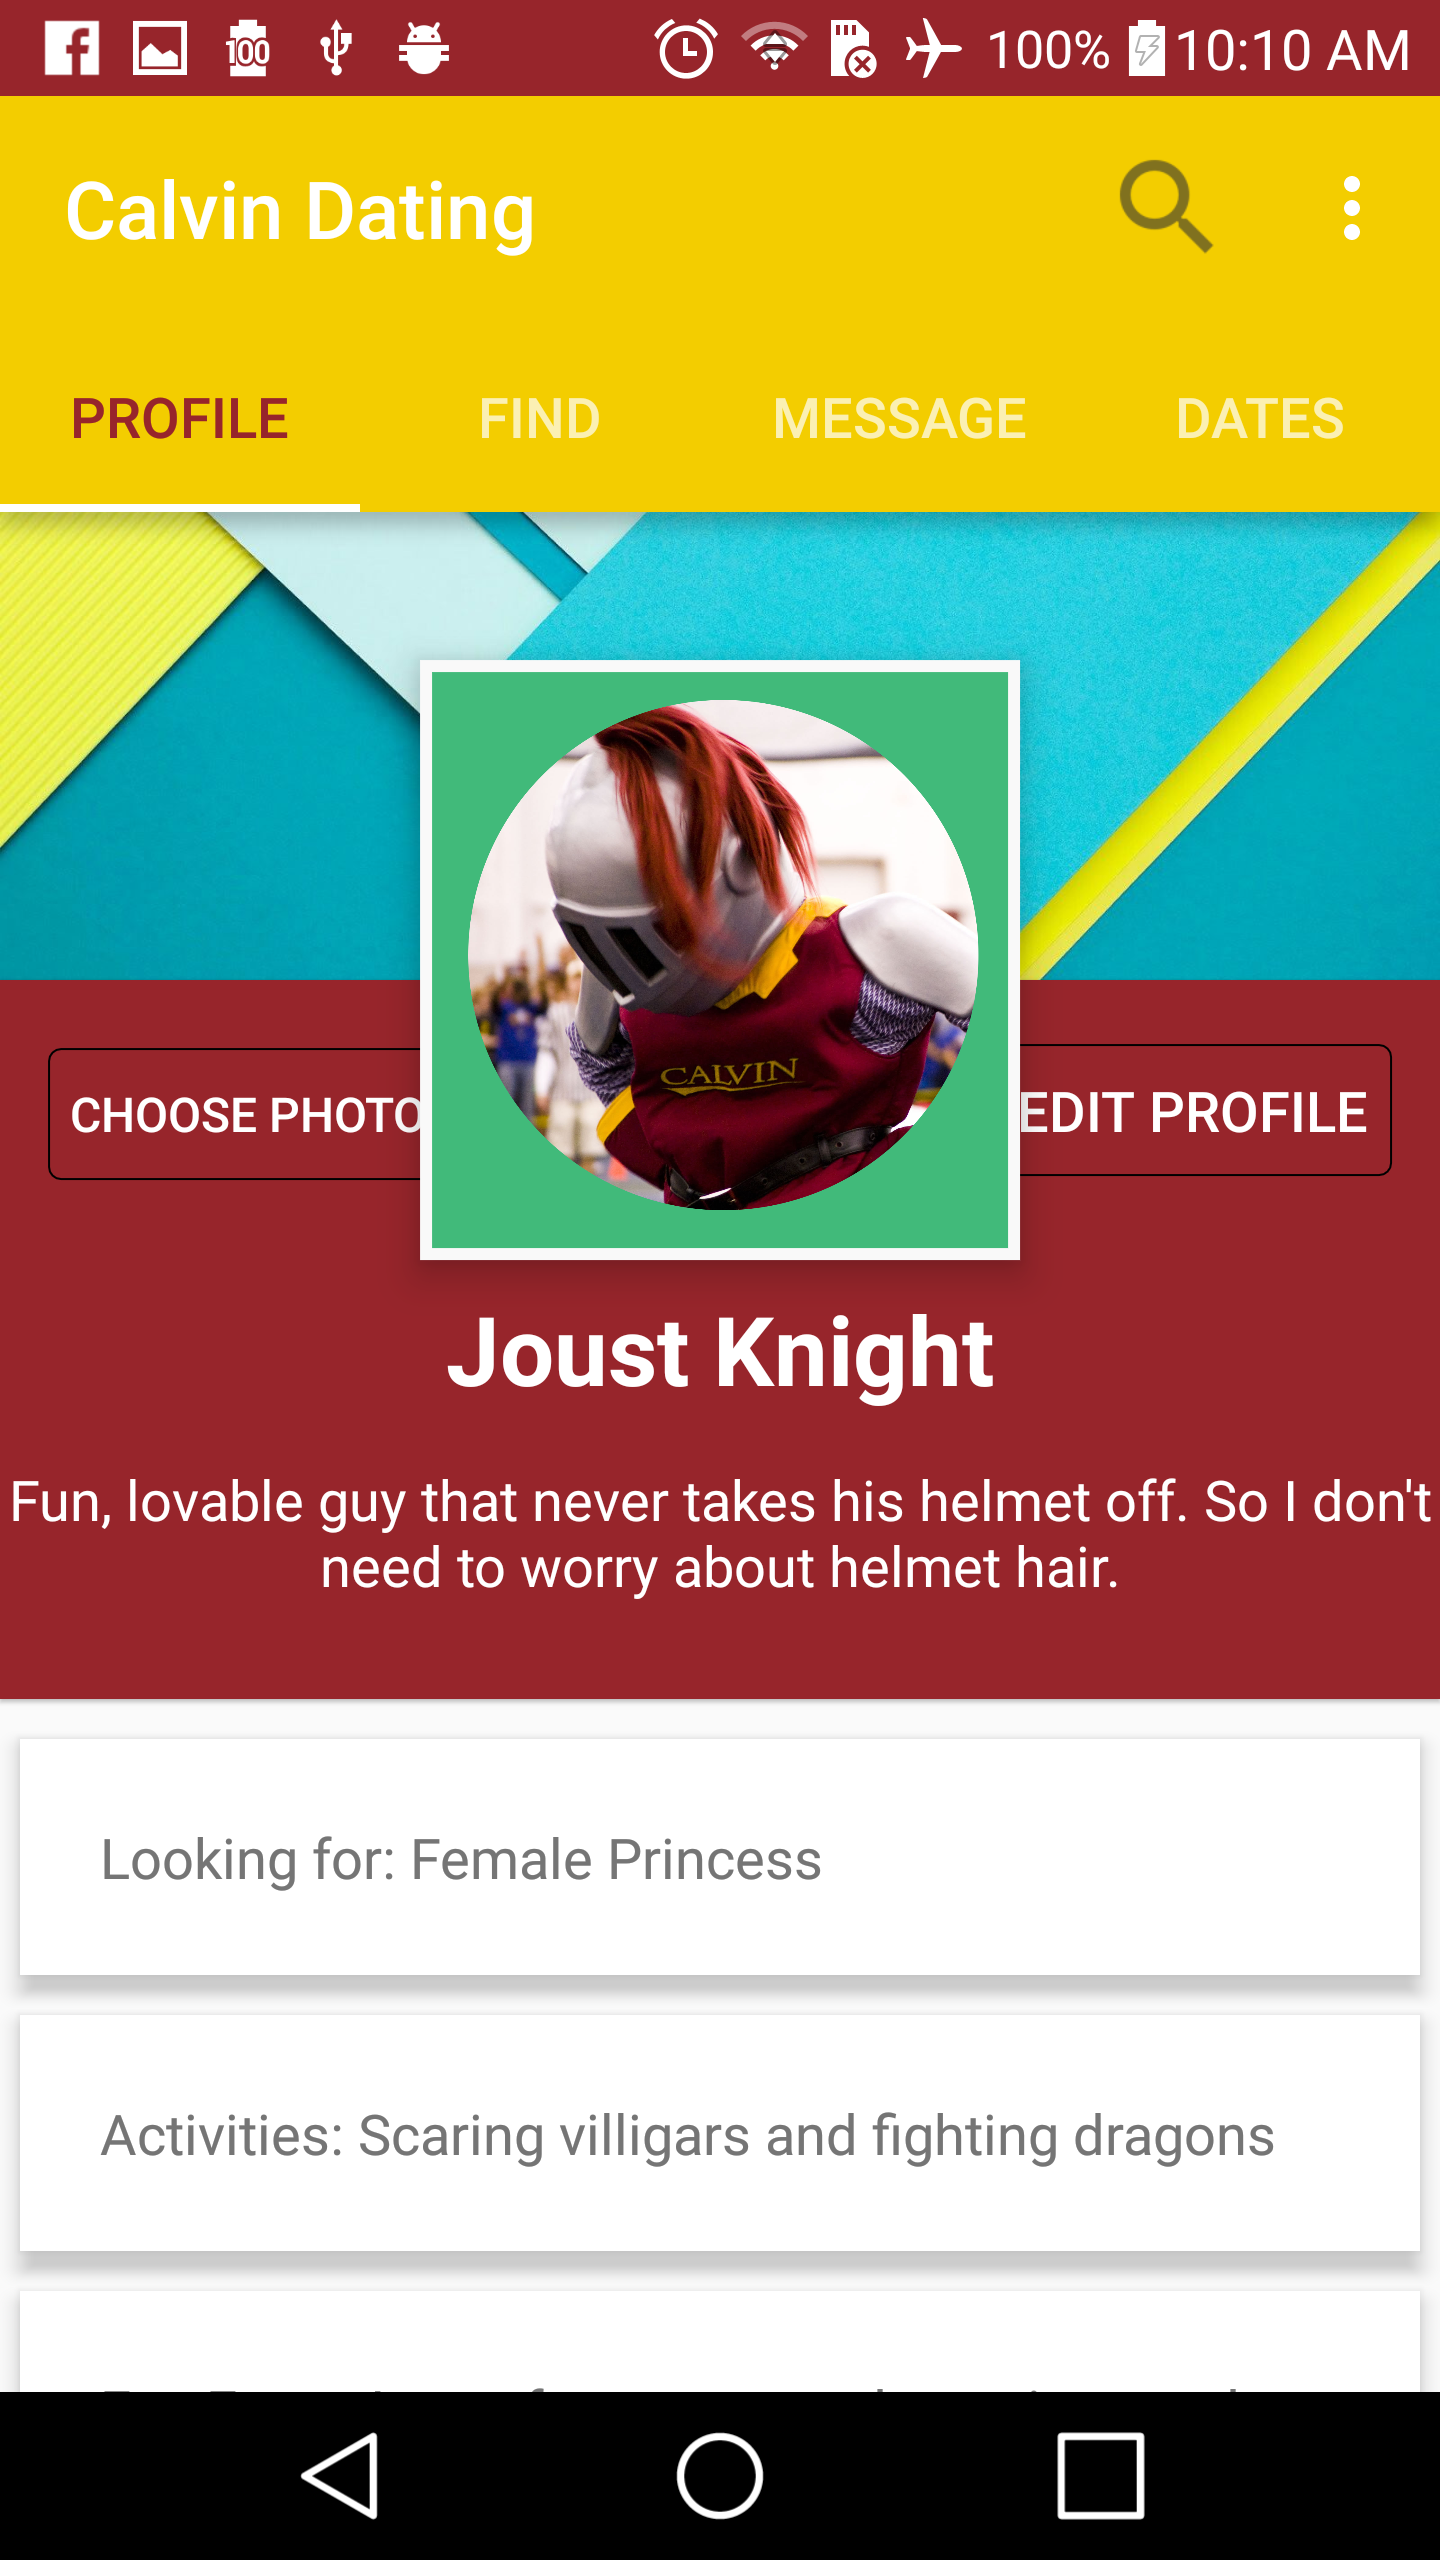 100
100% 10:10 AM
Calvin Dating
PROFILE FIND MESSAGE DATES
CALVIN
CHOOSE PHOTO EDIT PROFILE
Joust Knight
Fun, lovable guy that never takes his helmet off. So I don't
need to worry about helmet hair.
Looking for: Female Princess
Activities: Scaring villigars and fighting dragons